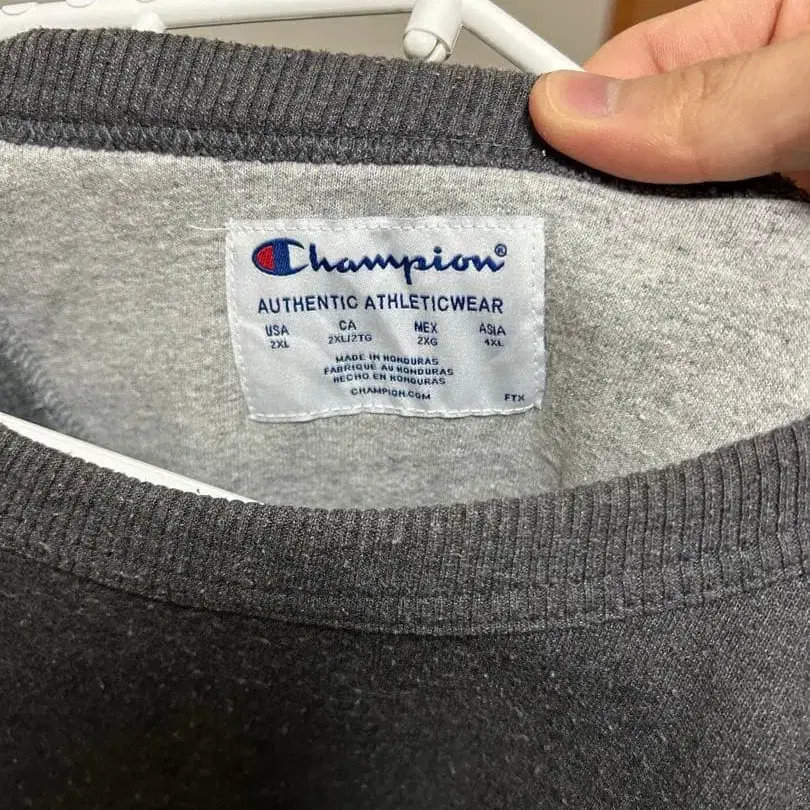 Champion®
AUTHENTIC ATHLETICWEAR
USA CA MEX ASIA
2XL 2XL/2TG 2XG 4XL
MADE IN HONDURAS
FABRIQUE AU HONDURAS
HECHO EN HONDURAS
CHAMPION.COM FTX